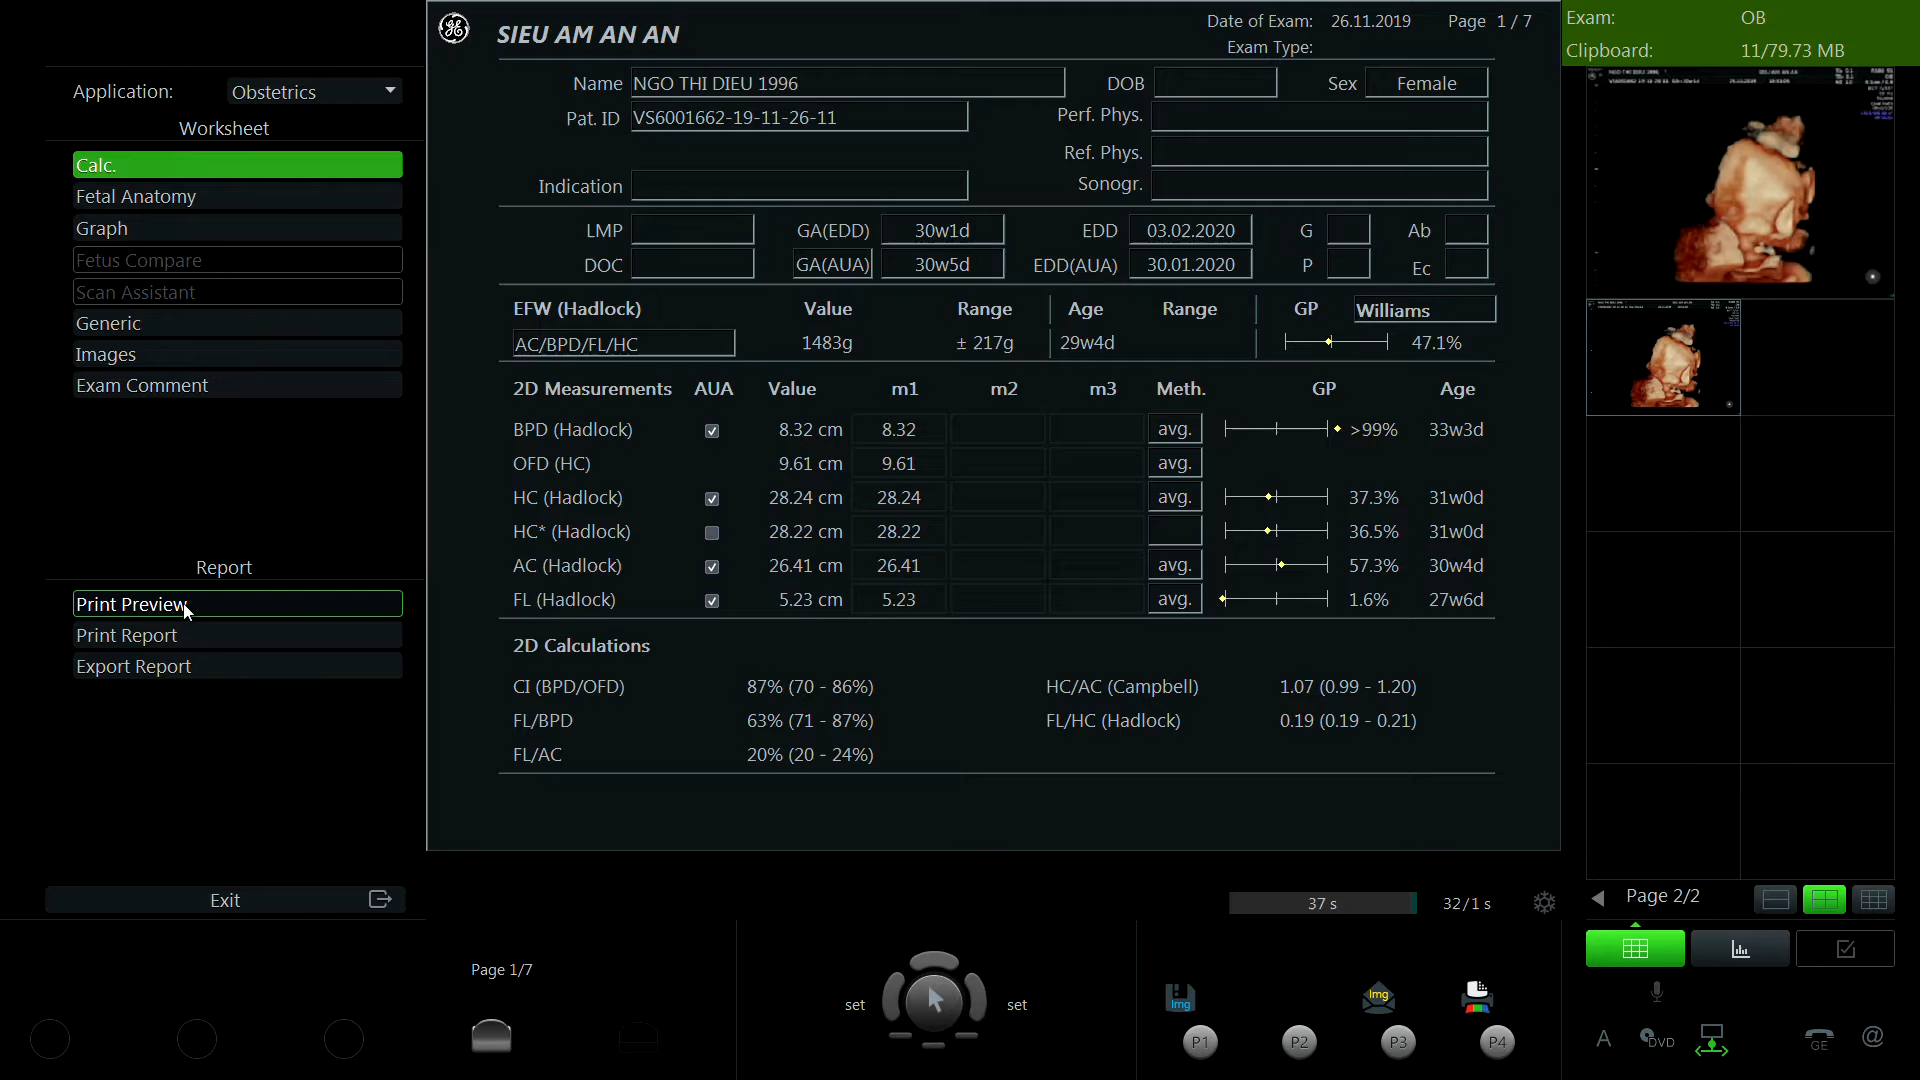 Application: Obstetrics
Worksheet
Calc.
Fetal Anatomy
Graph
Fetus Compare
Scan Assistant
Generic
Images
Exam Comment
Report
Print Preview
Print Report
Export Report
Exit
GE
SIEU AM AN AN
Date of Exam: 26.11.2019 Page 1 / 7
Exam Type:
Name NGO THI DIEU 1996 DOB Sex Female
Pat. ID VS6001662-19-11-26-11 Perf. Phys.
Ref. Phys.
Indication Sonogr.
LMP GA(EDD) 30w1d EDD 03.02.2020 G Ab
DOC GA(AUA) 30w5d EDD(AUA) 30.01.2020 P Ec
EFW (Hadlock) Value Range Age Range GP Williams
AC/BPD/FL/HC 1483g ± 217g 29w4d 47.1%
2D Measurements AUA Value m1 m2 m3 Meth. GP Age
BPD (Hadlock) 8.32 cm 8.32 avg. >99% 33w3d
OFD (HC) 9.61 cm 9.61 avg.
HC (Hadlock) 28.24 cm 28.24 avg. 37.3% 31w0d
HC* (Hadlock) 28.22 cm 28.22 36.5% 31w0d
AC (Hadlock) 26.41 cm 26.41 avg. 57.3% 30w4d
FL (Hadlock) 5.23 cm 5.23 avg. 1.6% 27w6d
2D Calculations
CI (BPD/OFD) 87% (70 - 86%) HC/AC (Campbell) 1.07 (0.99 - 1.20)
FL/BPD 63% (71 - 87%) FL/HC (Hadlock) 0.19 (0.19 - 0.21)
FL/AC 20% (20 - 24%)
37 s 32/1 s
Page 1/7
set set
Img Img
P1 P2 P3 P4
Exam: OB
Clipboard: 11/79.73 MB
Page 2/2
A DVD GE @